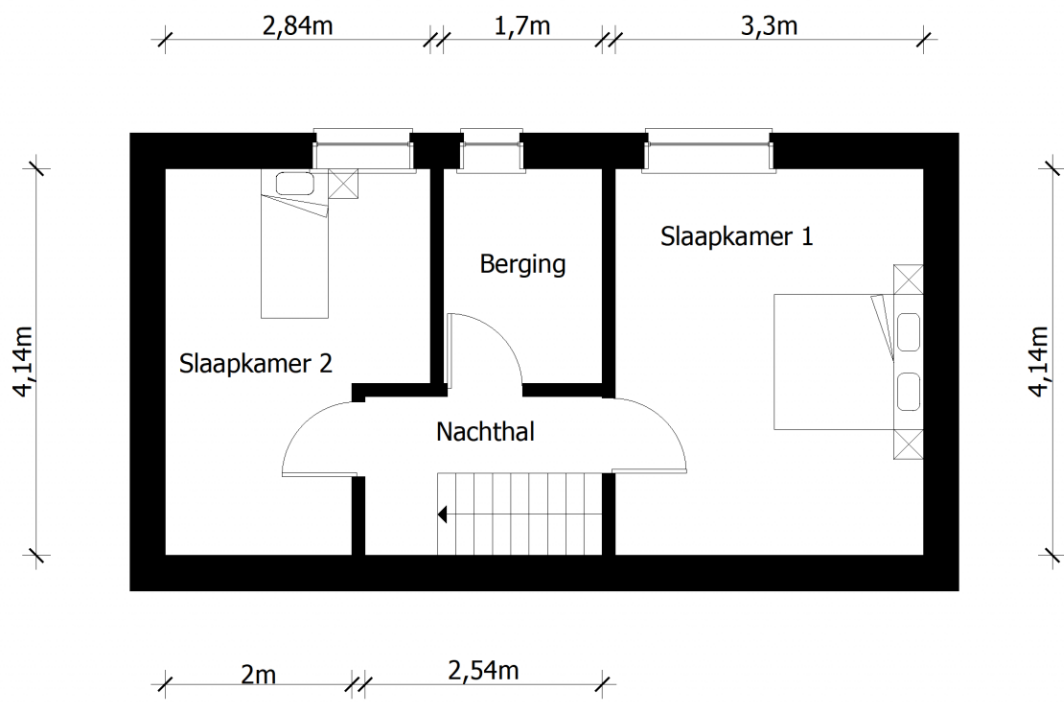 2,84m
1,7m
3,3m
Slaapkamer 1
Berging
4,14m
Slaapkamer 2
4,14m
Nachthal
2m
2,54m